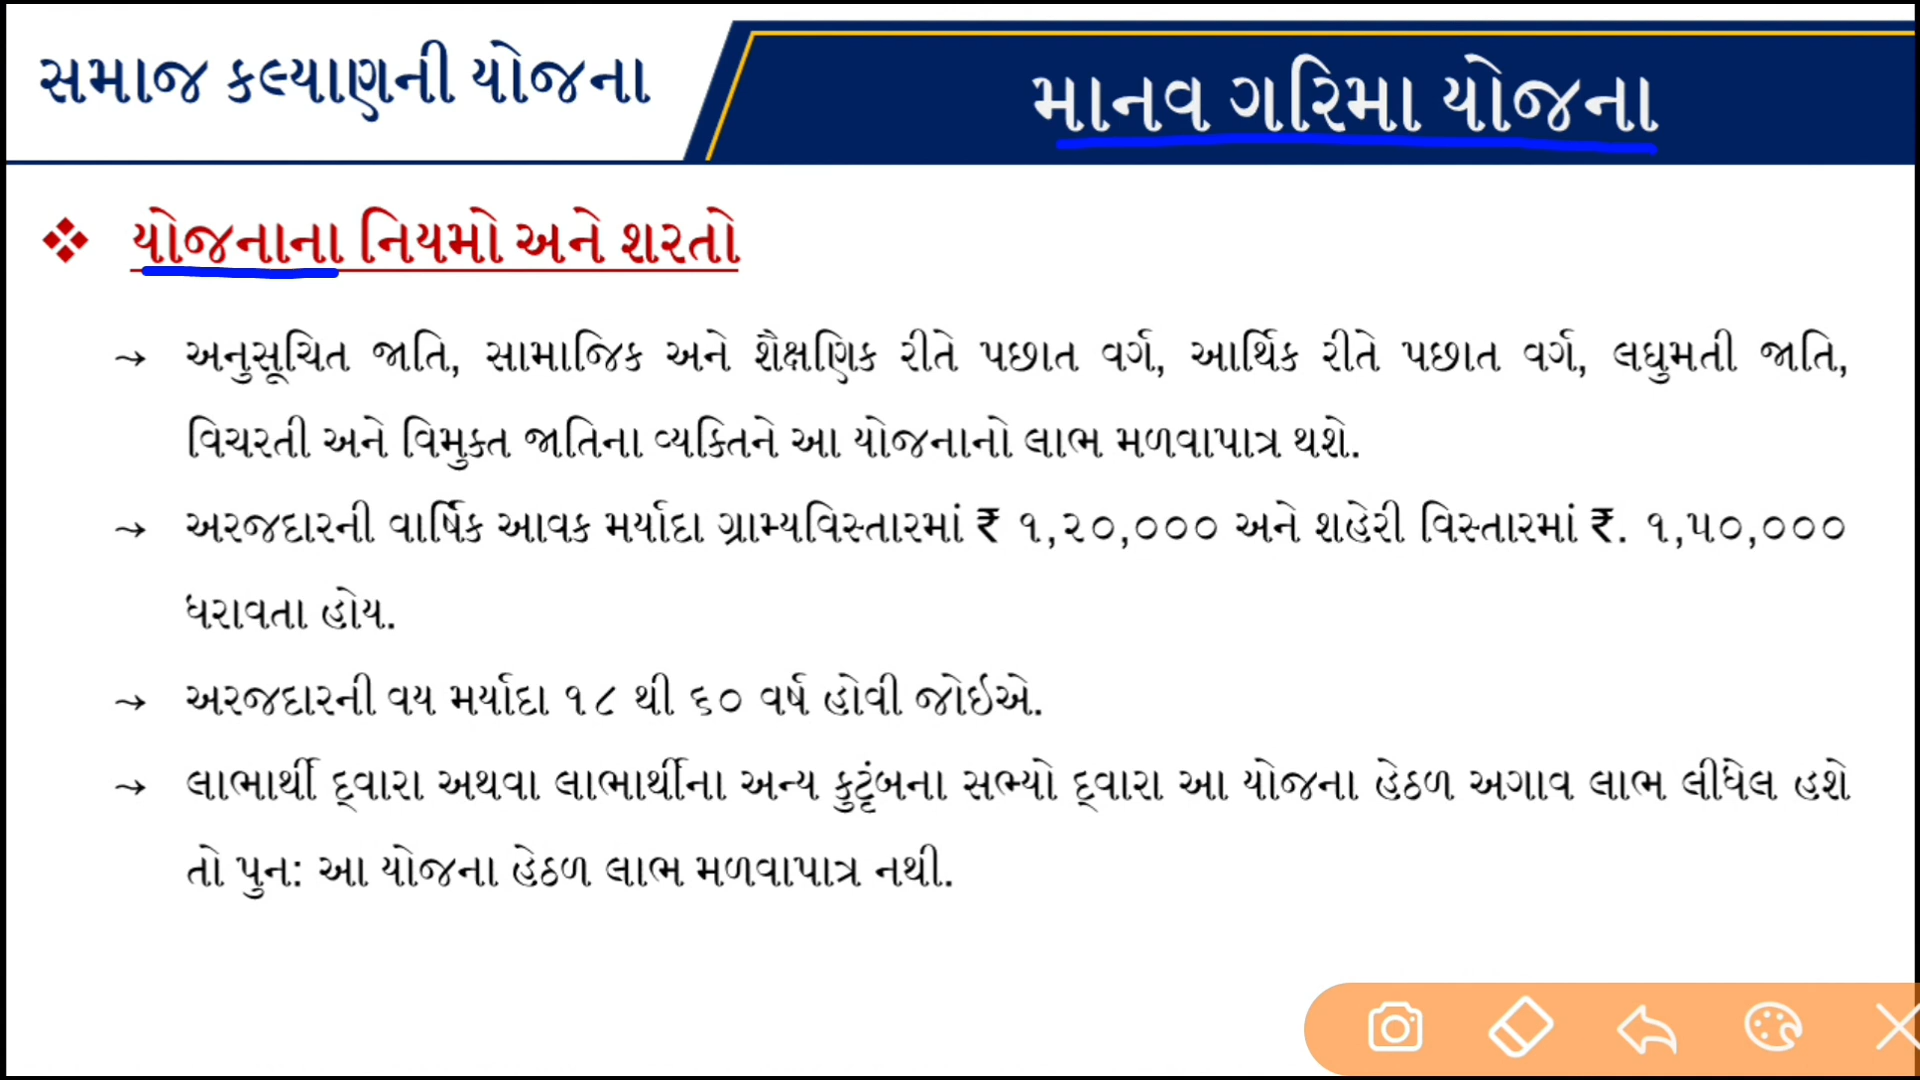 સમાજ કલ્યાણની યોજના
માનવ ગરિમા યોજના
❖ યોજનાના નિયમો અને શરતો
→ અનુસૂચિત જાતિ, સામાજિક અને શૈક્ષણિક રીતે પછાત વર્ગ, આર્થિક રીતે પછાત વર્ગ, લઘુમતી જાતિ,
વિચરતી અને વિમુક્ત જાતિના વ્યક્તિને આ યોજનાનો લાભ મળવાપાત્ર થશે.
→ અરજદારની વાર્ષિક આવક મર્યાદા ગ્રામ્યવિસ્તારમાં ₹ ૧,૨૦,૦૦૦ અને શહેરી વિસ્તારમાં ₹. ૧,૫૦,૦૦૦
ધરાવતા હોય.
→ અરજદારની વય મર્યાદા ૧૮ થી ૬૦ વર્ષ હોવી જોઇએ.
→ લાભાર્થી દ્વારા અથવા લાભાર્થીના અન્ય કુટૃંબના સભ્યો દ્વારા આ યોજના હેઠળ અગાવ લાભ લીધેલ હશે
તો પુન: આ યોજના હેઠળ લાભ મળવાપાત્ર નથી.